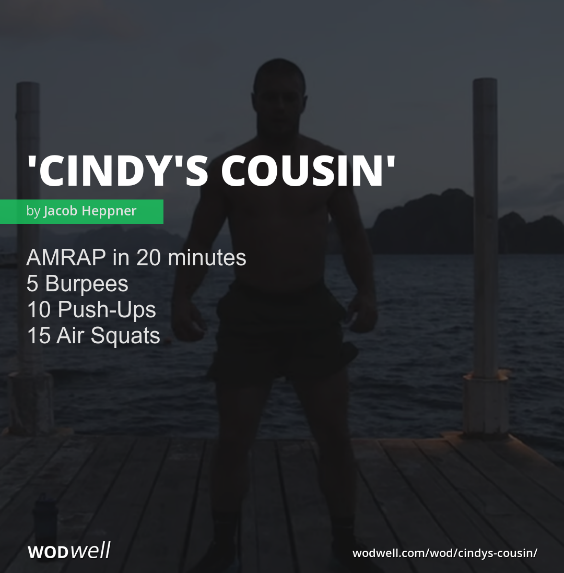 'CINDY'S COUSIN'
by Jacob Heppner
AMRAP in 20 minutes
5 Burpees
10 Push-Ups
15 Air Squats
WODwell
wodwell.com/wod/cindys-cousin/